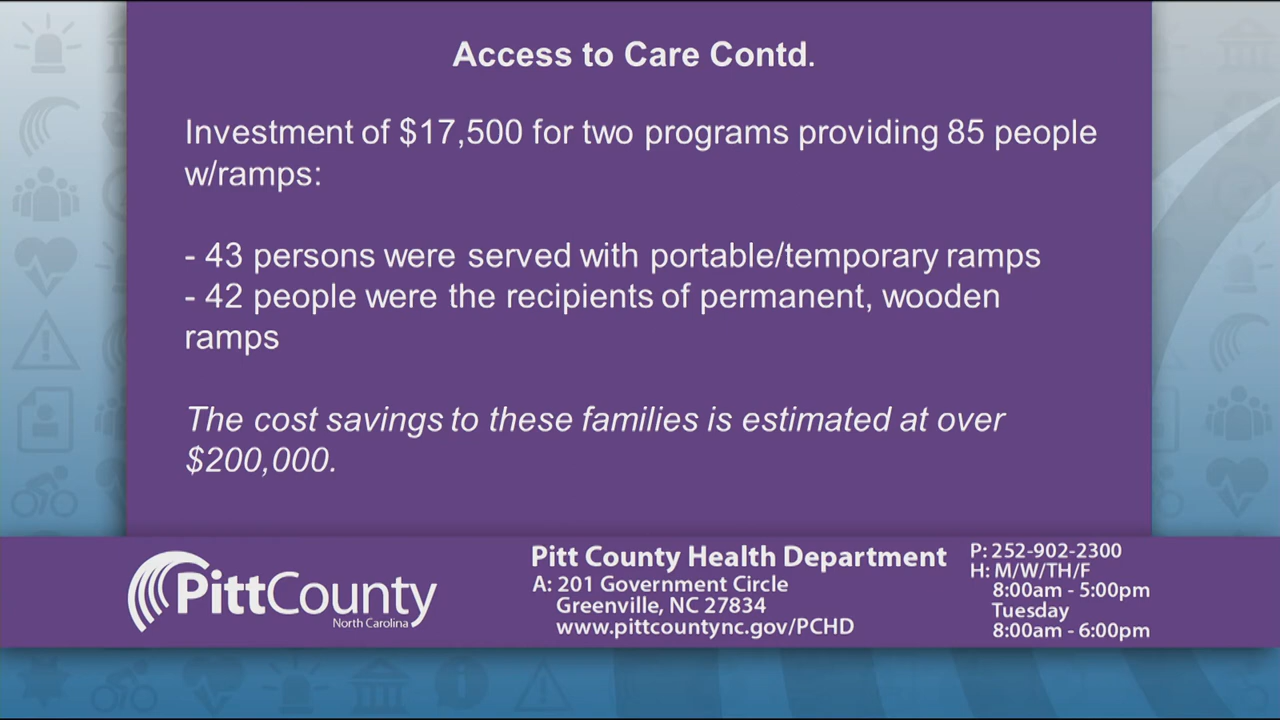 Access to Care Contd.
Investment of $17,500 for two programs providing 85 people
w/ramps:
- 43 persons were served with portable/temporary ramps
- 42 people were the recipients of permanent, wooden
ramps
The cost savings to these families is estimated at over
$200,000.
PittCounty
North Carolina
Pitt County Health Department
A: 201 Government Circle
Greenville, NC 27834
www.pittcountync.gov/PCHD
P: 252-902-2300
H: M/W/TH/F
8:00am - 5:00pm
Tuesday
8:00am - 6:00pm